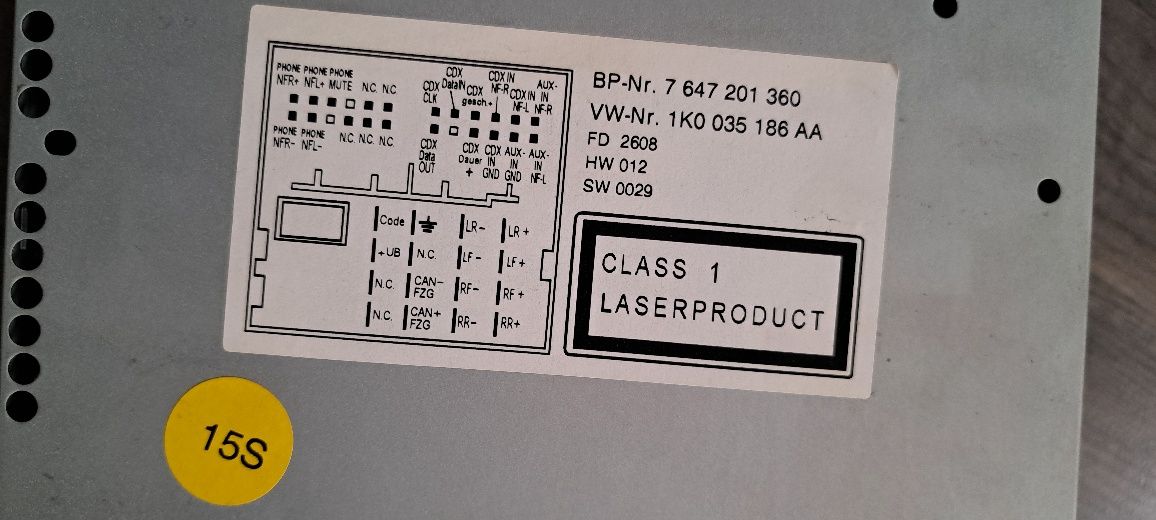 PHONE PHONE PHONE
NFR+ NFL+ MUTE N.C. N.C
PHONE PHONE
NFR- NFL- N.C. N.C. N.C.
CDX
CLK
CDX
DataIN
CDX
gesch.+
CDX IN
NF-R
CDX IN
NF-L
AUX-
IN
NF-R
CDX
Data
OUT
CDX
Dauer
+
CDX
IN
GND
AUX-
IN
GND
AUX-
IN
NF-L
Code LR- LR+
+UB N.C. LF- LF+
N.C. CAN- FZG RF- RF+
N.C. CAN+ FZG RR- RR+
BP-Nr. 7 647 201 360
VW-Nr. 1K0 035 186 AA
FD 2608
HW 012
SW 0029
CLASS 1
LASERPRODUCT
15S